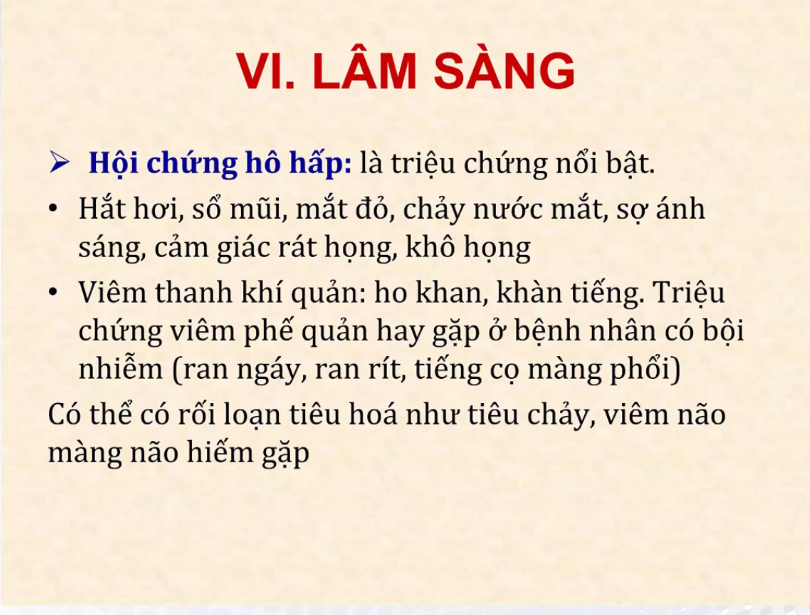 VI. LÂM SÀNG
➢ Hội chứng hô hấp: là triệu chứng nổi bật.
• Hắt hơi, sổ mũi, mắt đỏ, chảy nước mắt, sợ ánh
sáng, cảm giác rát họng, khô họng
• Viêm thanh khí quản: ho khan, khàn tiếng. Triệu
chứng viêm phế quản hay gặp ở bệnh nhân có bội
nhiễm (ran ngáy, ran rít, tiếng cọ màng phổi)
Có thể có rối loạn tiêu hoá như tiêu chảy, viêm não
màng não hiếm gặp